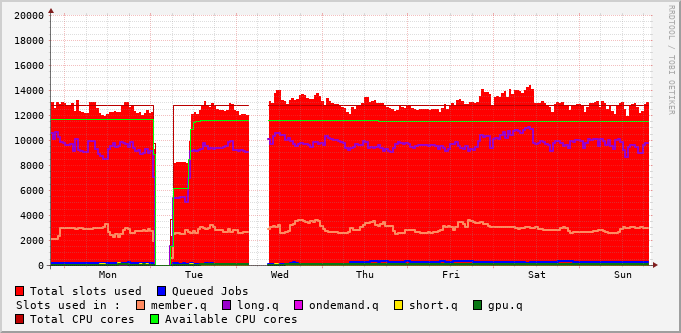 20000
18000
16000
14000
12000
10000
8000
6000
4000
2000
0
Mon Tue Wed Thu Fri Sat Sun
Total slots used Queued Jobs
Slots used in : member.q long.q ondemand.q short.q gpu.q
Total CPU cores Available CPU cores
RRDTOOL / TOBI OETIKER